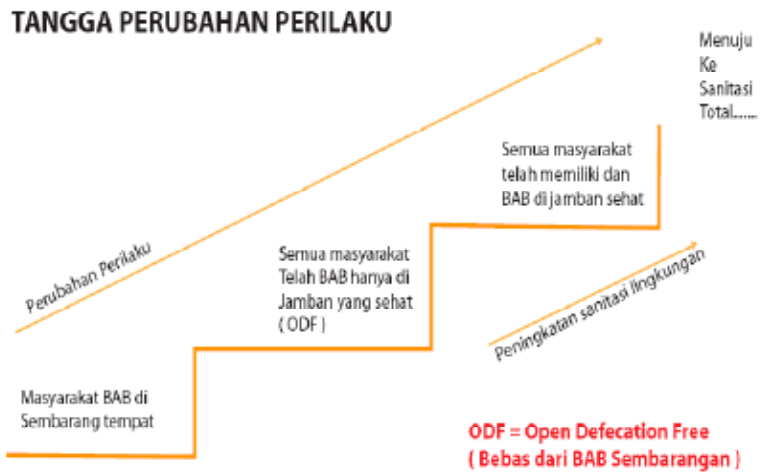 TANGGA PERUBAHAN PERILAKU
Menuju
Ke
Sanitasi
Total......
Semua masyarakat
telah memiliki dan
BAB di jamban sehat
Perubahan Perilaku
Semua masyarakat
Telah BAB hanya di
Jamban yang sehat
( ODF )
Peningkatan sanitasi lingkungan
Masyarakat BAB di
Sembarang tempat
ODF = Open Defecation Free
( Bebas dari BAB Sembarangan )